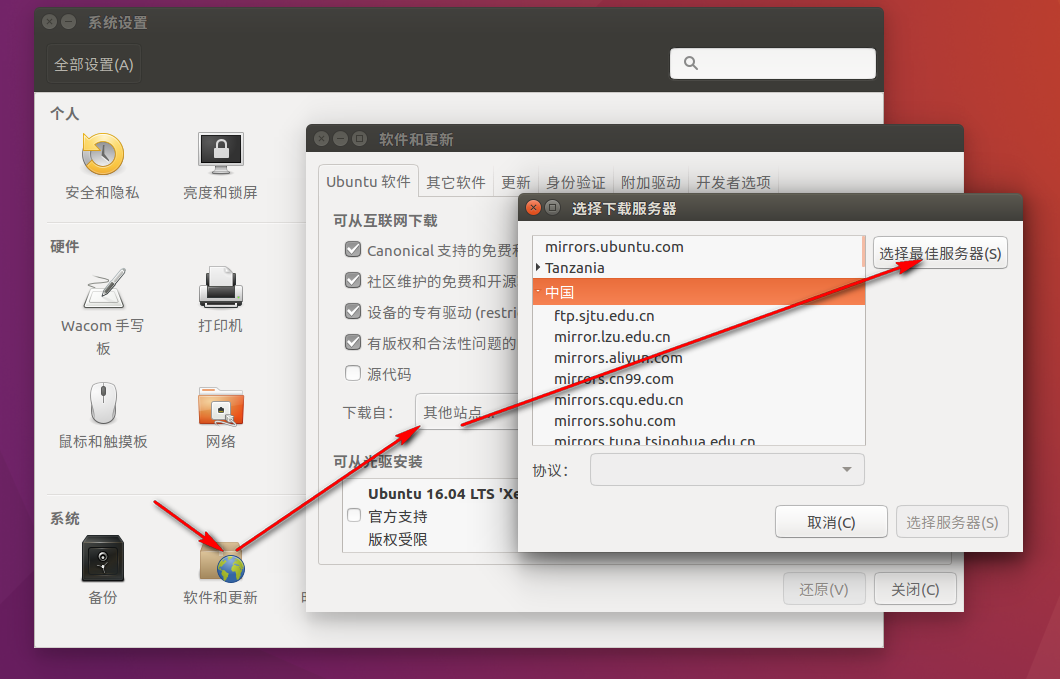 系统设置
全部设置(A)
个人
安全和隐私
亮度和锁屏
硬件
Wacom 手写
板
打印机
鼠标和触摸板
网络
系统
备份
软件和更新
软件和更新
Ubuntu 软件
其它软件
更新
身份验证
附加驱动
开发者选项
可从互联网下载
Canonical 支持的免费和
社区维护的免费和开源
设备的专有驱动 (restri
有版权和合法性问题的
源代码
下载自：
其他站点...
可从光驱安装
Ubuntu 16.04 LTS 'Xe
官方支持
版权受限
还原(V)
关闭(C)
选择下载服务器
mirrors.ubuntu.com
Tanzania
中国
ftp.sjtu.edu.cn
mirror.lzu.edu.cn
mirrors.aliyun.com
mirrors.cn99.com
mirrors.cqu.edu.cn
mirrors.sohu.com
mirrors.tuna.tsinghua.edu.cn
选择最佳服务器(S)
协议：
取消(C)
选择服务器(S)